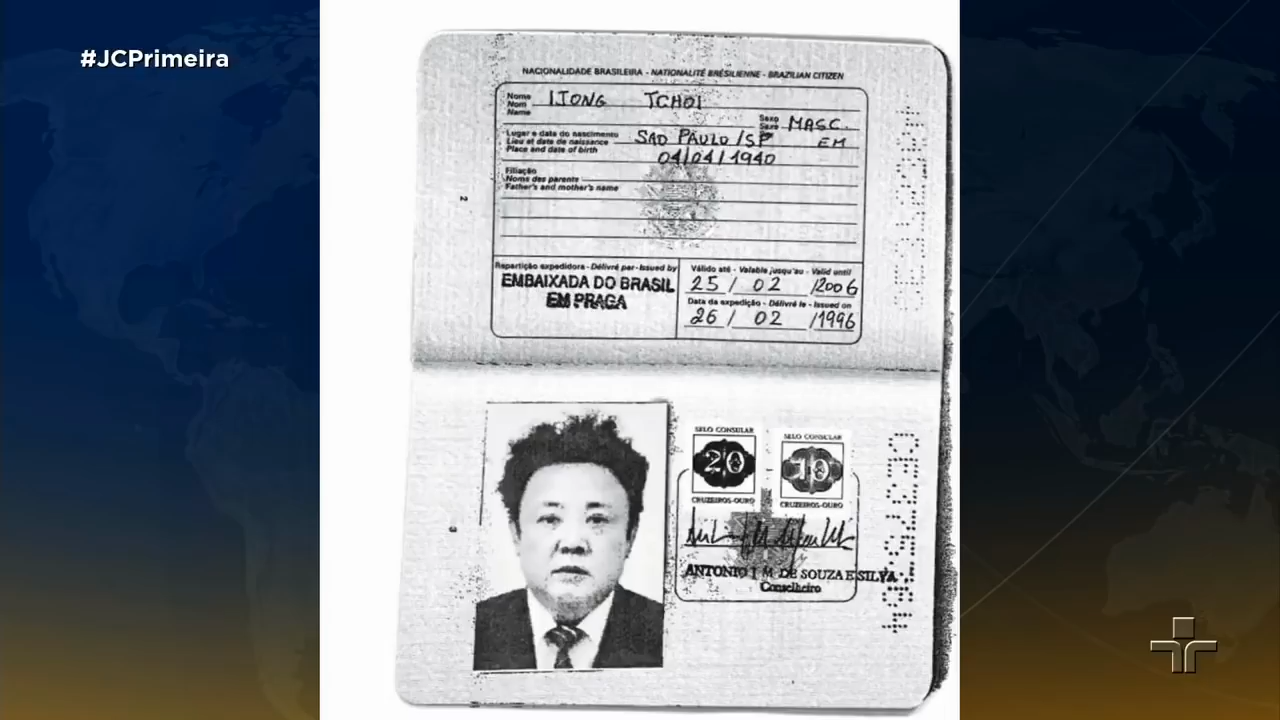 #JCPrimeira
NACIONALIDADE BRASILEIRA - NATIONALITÉ BRÉSILIENNE - BRAZILIAN CITIZEN
Nome
Nom
Name
IJONG TCHOI
Sexo
Sexe
MASC.
Lugar e data do nascimento
Lieu et date de naissance
Place and date of birth
SAO PAULO/SP EM
04/04/1940
Filiação
Noms des parents
Father's and mother's name
2
Repartição expedidora - Délivré par - Issued by
EMBAIXADA DO BRASIL
EM PRAGA
Válido até - Valable jusqu'au - Valid until
25/ 02 /2006
Data da expedição - Délivré le - Issued on
26/ 02 /1996
3
SELO CONSULAR
20
CRUZEIROS-OURO
SELO CONSULAR
10
CRUZEIROS-OURO
ANTONIO J M DE SOUZA E SILVA
Conselheiro